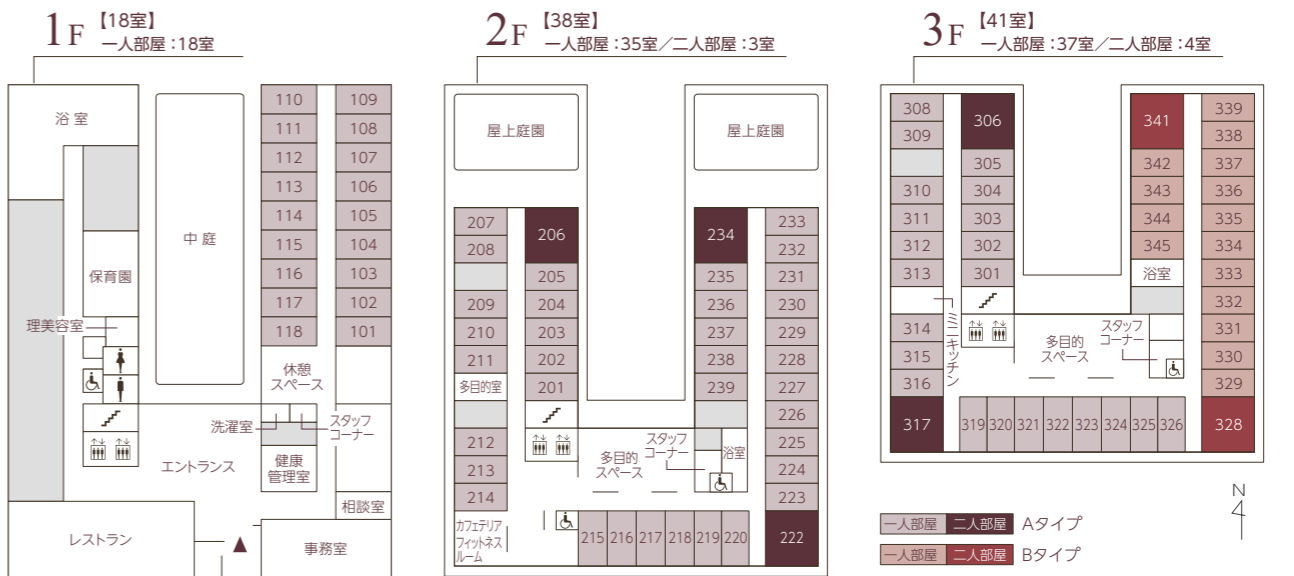 1F【18室】
一人部屋：18室
浴室
中庭
保育園
理美容室
110
111
112
113
114
115
116
117
118
109
108
107
106
105
104
103
102
101
休憩
スペース
洗濯室
スタッフ
コーナー
エントランス
健康
管理室
相談室
レストラン
事務室
2F【38室】
一人部屋：35室／二人部屋：3室
屋上庭園
屋上庭園
207
208
209
210
211
多目的室
212
213
214
カフェテリア
フィットネス
ルーム
206
205
204
203
202
201
234
235
236
237
238
239
233
232
231
230
229
228
227
226
225
224
223
222
多目的
スペース
スタッフ
コーナー
浴室
215 216 217 218 219 220
3F【41室】
一人部屋：37室／二人部屋：4室
308
309
310
311
312
313
314
315
316
317
ミニキッチン
306
305
304
303
302
301
341
342
343
344
345
浴室
339
338
337
336
335
334
333
332
331
330
329
328
多目的
スペース
スタッフ
コーナー
319 320 321 322 323 324 325 326
一人部屋 二人部屋 Aタイプ
一人部屋 二人部屋 Bタイプ
N